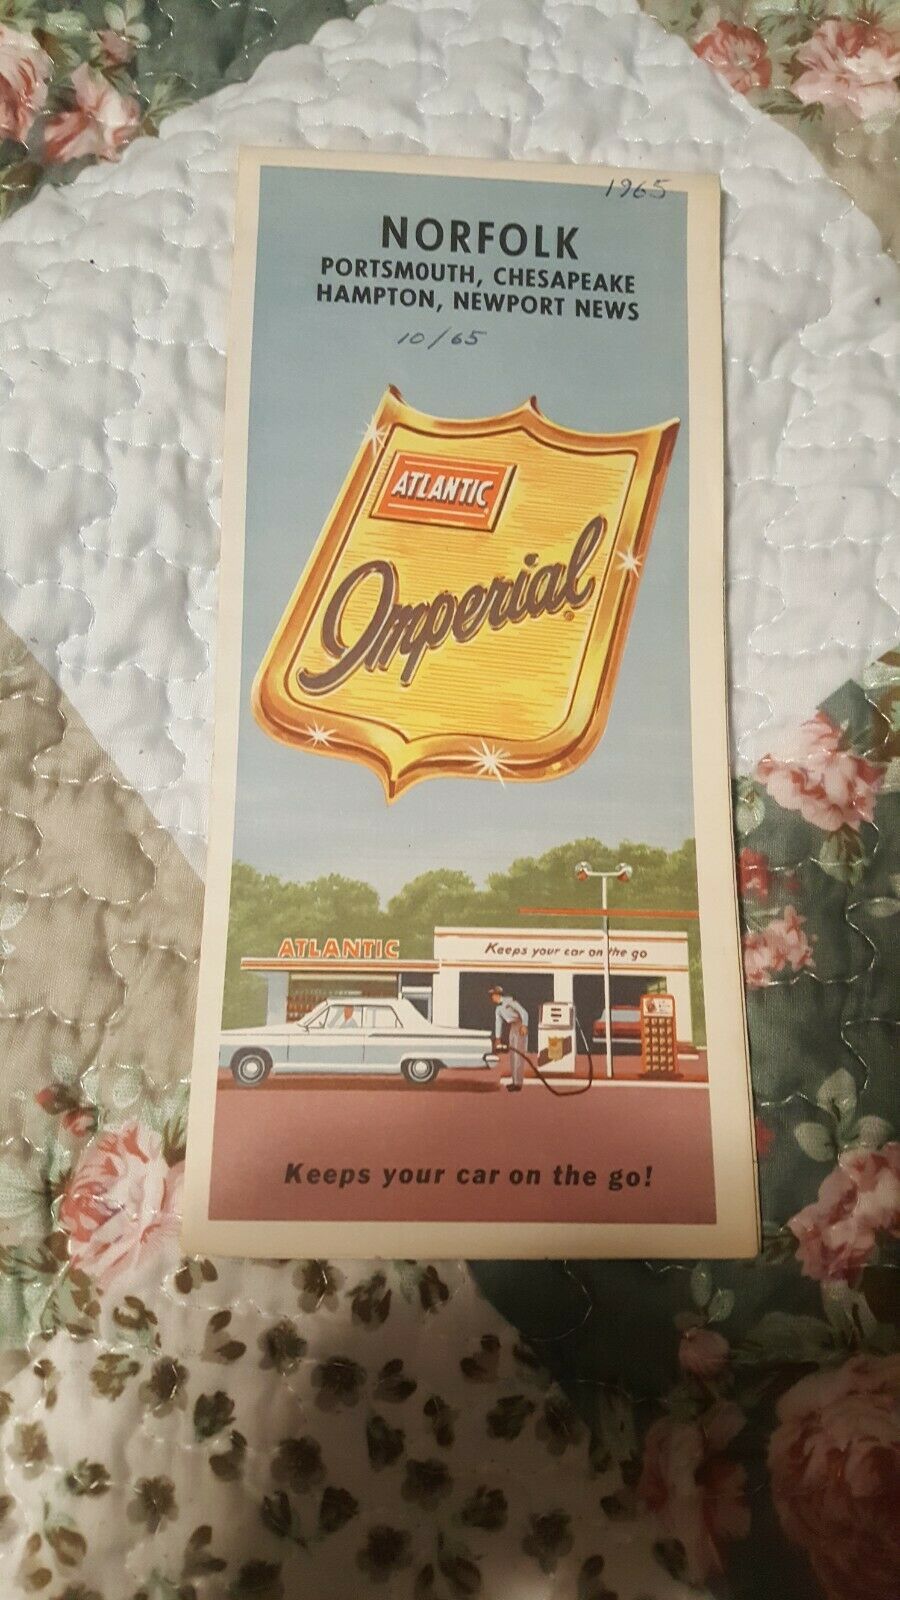 1965
NORFOLK
PORTSMOUTH, CHESAPEAKE
HAMPTON, NEWPORT NEWS
10/65
ATLANTIC
Imperial®
ATLANTIC
Keeps your car on the go
Keeps your car on the go!